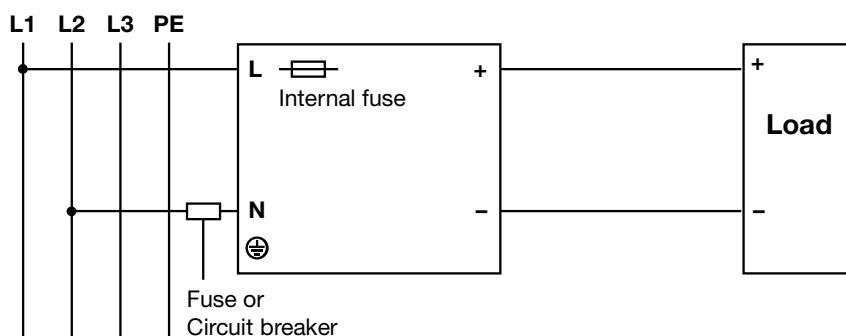 L1 L2 L3 PE
L
+
+
Internal fuse
Load
N
–
–
Fuse or
Circuit breaker